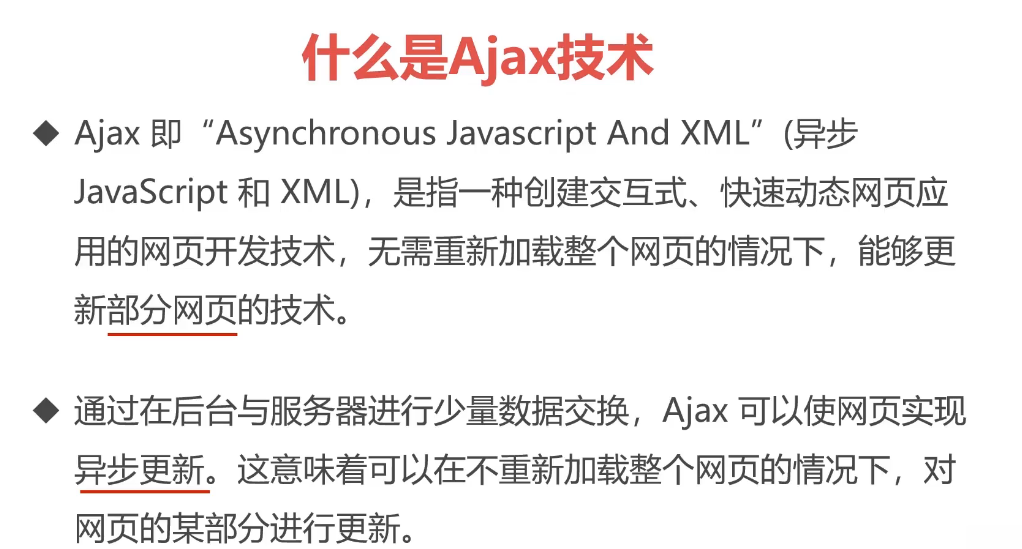 什么是Ajax技术
◆ Ajax 即“Asynchronous Javascript And XML”(异步
JavaScript 和 XML)，是指一种创建交互式、快速动态网页应
用的网页开发技术，无需重新加载整个网页的情况下，能够更
新部分网页的技术。
◆ 通过在后台与服务器进行少量数据交换，Ajax 可以使网页实现
异步更新。这意味着可以在不重新加载整个网页的情况下，对
网页的某部分进行更新。